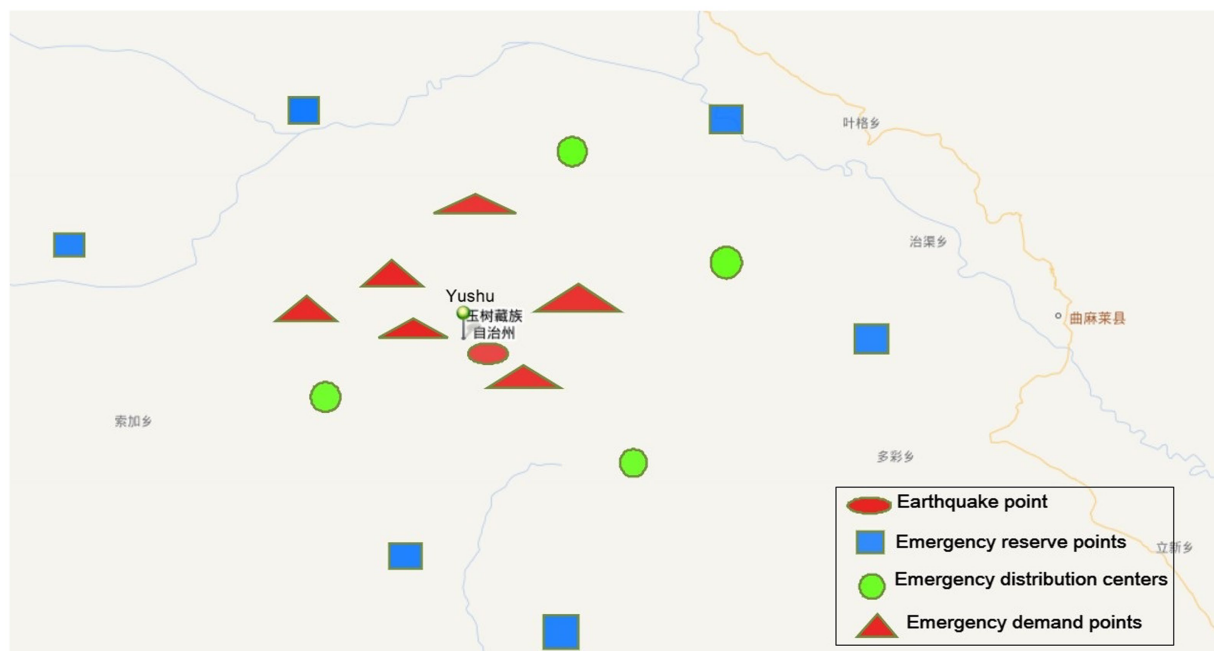 叶格乡
治渠乡
Yushu
玉树藏族
自治州
曲麻莱县
索加乡
多彩乡
Earthquake point
Emergency reserve points
立新乡
Emergency distribution centers
Emergency demand points